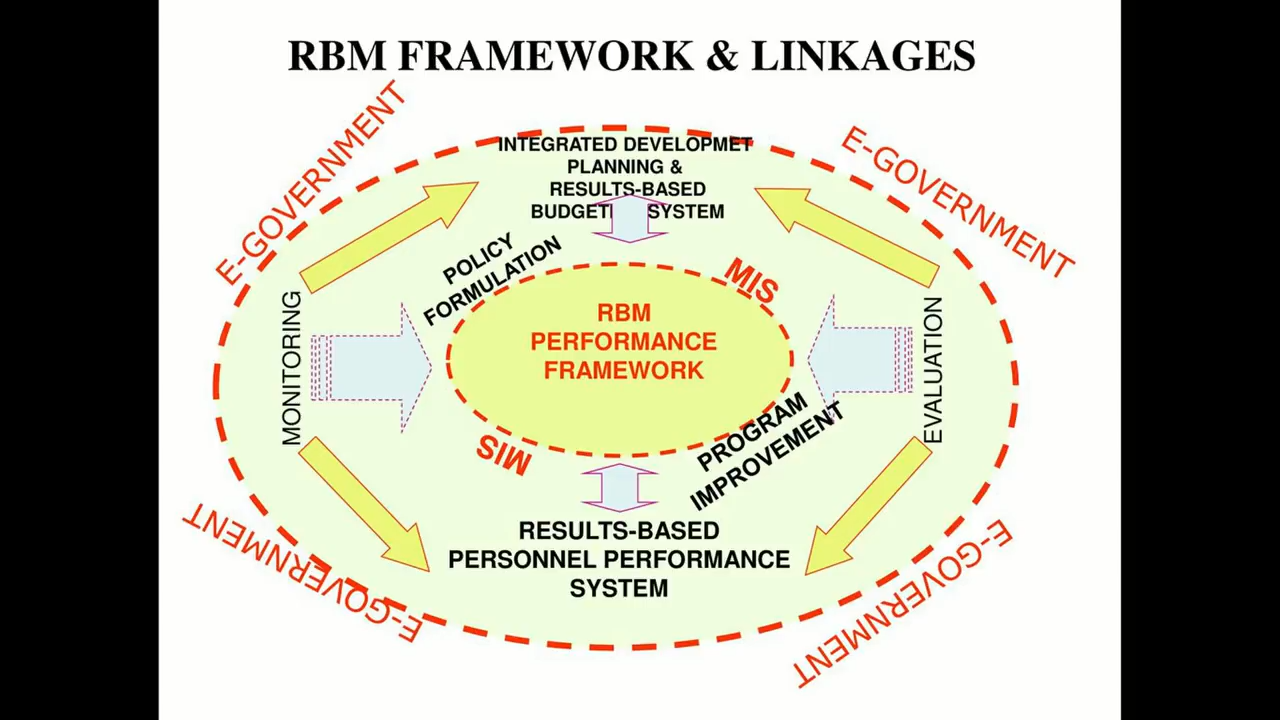 RBM FRAMEWORK & LINKAGES
E-GOVERNMENT
E-GOVERNMENT
INTEGRATED DEVELOPMET
PLANNING &
RESULTS-BASED
BUDGETI SYSTEM
POLICY
FORMULATION
MIS
MONITORING
RBM
PERFORMANCE
FRAMEWORK
EVALUATION
MIS
PROGRAM
IMPROVEMENT
RESULTS-BASED
PERSONNEL PERFORMANCE
SYSTEM
E-GOVERNMENT
E-GOVERNMENT